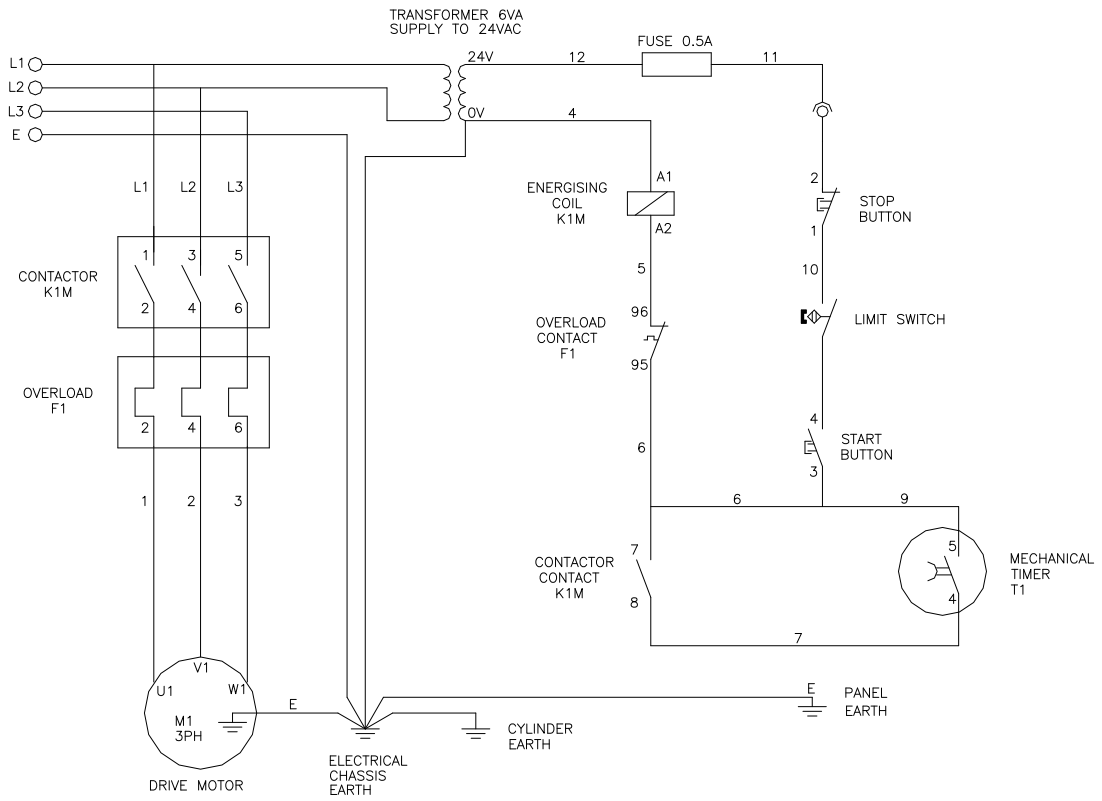 TRANSFORMER 6VA
SUPPLY TO 24VAC
FUSE 0.5A
L1
24V
12
11
L2
L3
0V
4
E
L1
L2
L3
A1
2
ENERGISING
COIL
K1M
STOP
BUTTON
A2
1
1
3
5
5
10
CONTACTOR
K1M
2
4
6
96
OVERLOAD
CONTACT
F1
LIMIT SWITCH
95
OVERLOAD
F1
2
4
6
4
6
START
BUTTON
3
1
2
3
6
9
7
CONTACTOR
CONTACT
K1M
8
5
4
MECHANICAL
TIMER
T1
7
V1
U1
W1
M1
3PH
E
E
PANEL
EARTH
CYLINDER
EARTH
ELECTRICAL
CHASSIS
EARTH
DRIVE MOTOR